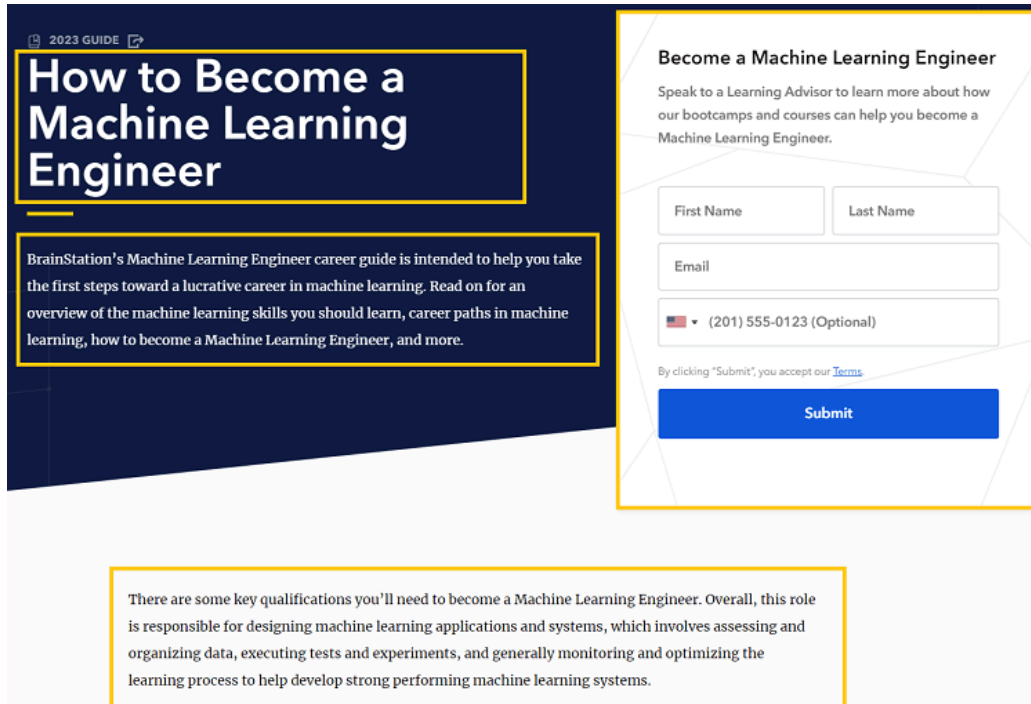 2023 GUIDE
How to Become a
Machine Learning
Engineer
BrainStation’s Machine Learning Engineer career guide is intended to help you take
the first steps toward a lucrative career in machine learning. Read on for an
overview of the machine learning skills you should learn, career paths in machine
learning, how to become a Machine Learning Engineer, and more.
Become a Machine Learning Engineer
Speak to a Learning Advisor to learn more about how
our bootcamps and courses can help you become a
Machine Learning Engineer.
First Name
Last Name
Email
(201) 555-0123 (Optional)
By clicking "Submit", you accept our Terms.
Submit
There are some key qualifications you’ll need to become a Machine Learning Engineer. Overall, this role
is responsible for designing machine learning applications and systems, which involves assessing and
organizing data, executing tests and experiments, and generally monitoring and optimizing the
learning process to help develop strong performing machine learning systems.